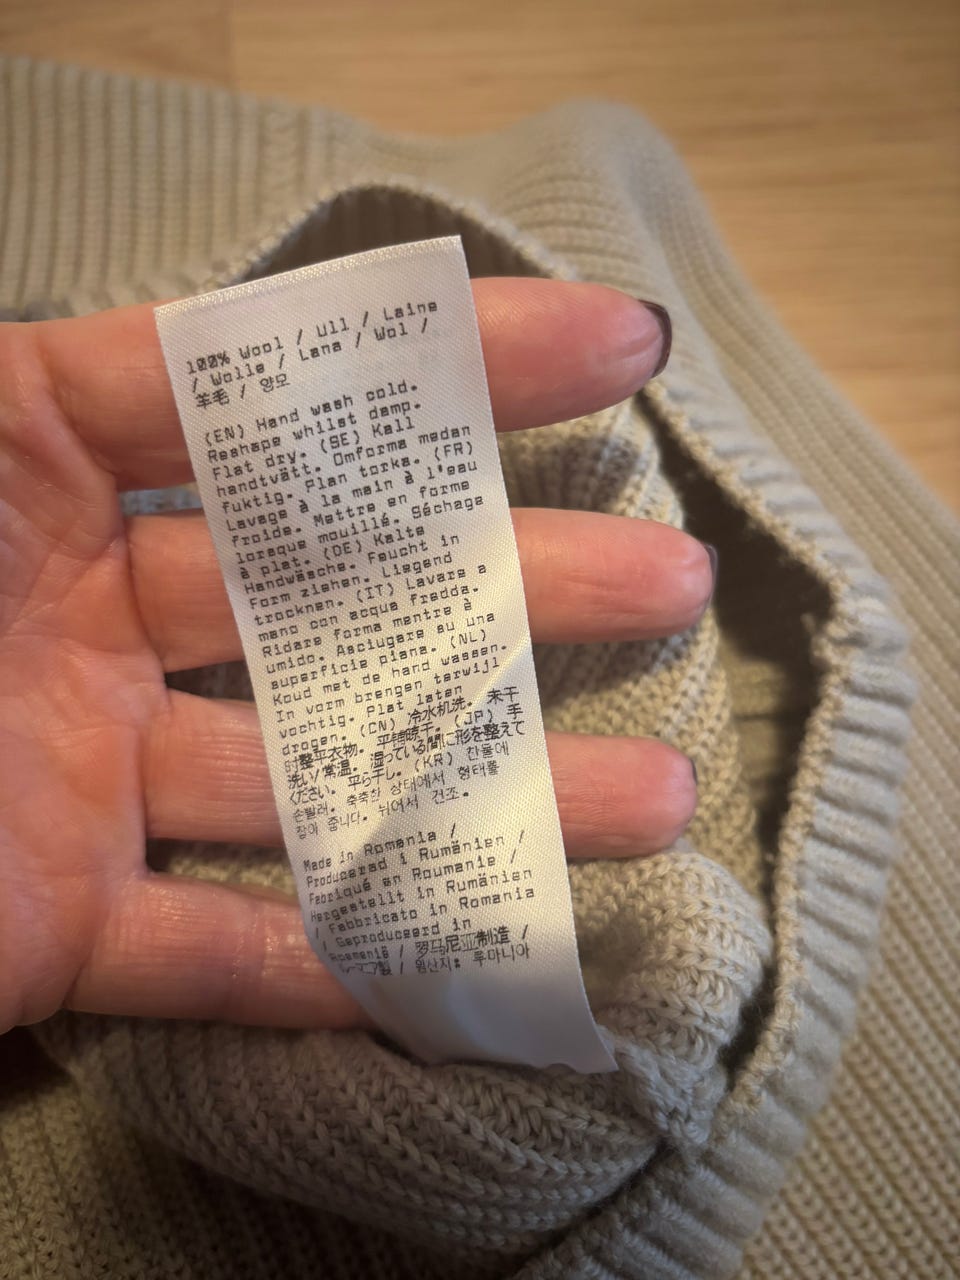 100% Wool / Ull / Laine
/ Wolle / Lana / Wol /
羊毛 / 양모
(EN) Hand wash cold.
Reshape whilst damp.
Flat dry. (SE) Kall
handtvätt. Omforma medan
fuktig. Plan torka. (FR)
Lavage à la main à l'eau
froide. Mettre en forme
lorsque mouillé. Séchage
à plat. (DE) Kalte
Handwäsche. Feucht in
Form ziehen. Liegend
trocknen. (IT) Lavare a
mano con acqua fredda.
Ridare forma mentre è
umido. Asciugare su una
superficie piana. (NL)
Koud met de hand wassen.
In vorm brengen terwijl
vochtig. Plat laten
drogen. (CN) 冷水机洗. 未干
时整平衣物. 平铺晾干. (JP) 手
洗い/常温. 湿っている間に形を整えて
ください. 平ら干し. (KR) 찬물에
손빨래. 축축한 상태에서 형태를
잡아 줍니다. 뉘어서 건조.
Made in Romania /
Producerad i Rumänien /
Fabriqué en Roumanie /
Hergestellt in Rumänien
/ Fabbricato in Romania
/ Geproduceerd in
Roemenië / 罗马尼亚制造 /
製 / 원산지: 루마니아